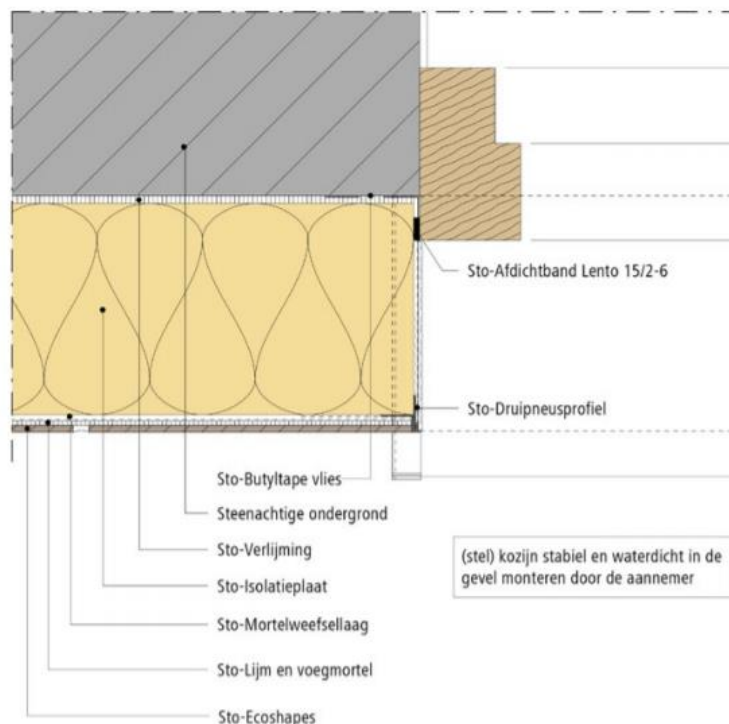 Sto-Afdichtband Lento 15/2-6
Sto-Druipneusprofiel
Sto-Butyltape vlies
Steenachtige ondergrond
Sto-Verlijming
Sto-Isolatieplaat
Sto-Mortelweefsellaag
Sto-Lijm en voegmortel
Sto-Ecoshapes
(stel) kozijn stabiel en waterdicht in de
gevel monteren door de aannemer